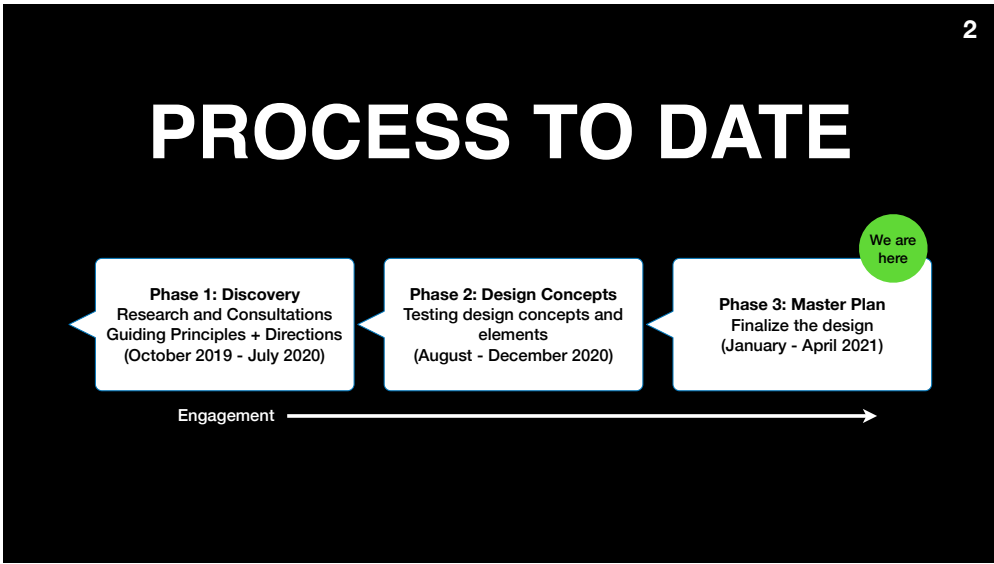 2
PROCESS TO DATE
We are
here
Phase 1: Discovery
Research and Consultations
Guiding Principles + Directions
(October 2019 - July 2020)
Phase 2: Design Concepts
Testing design concepts and
elements
(August - December 2020)
Phase 3: Master Plan
Finalize the design
(January - April 2021)
Engagement